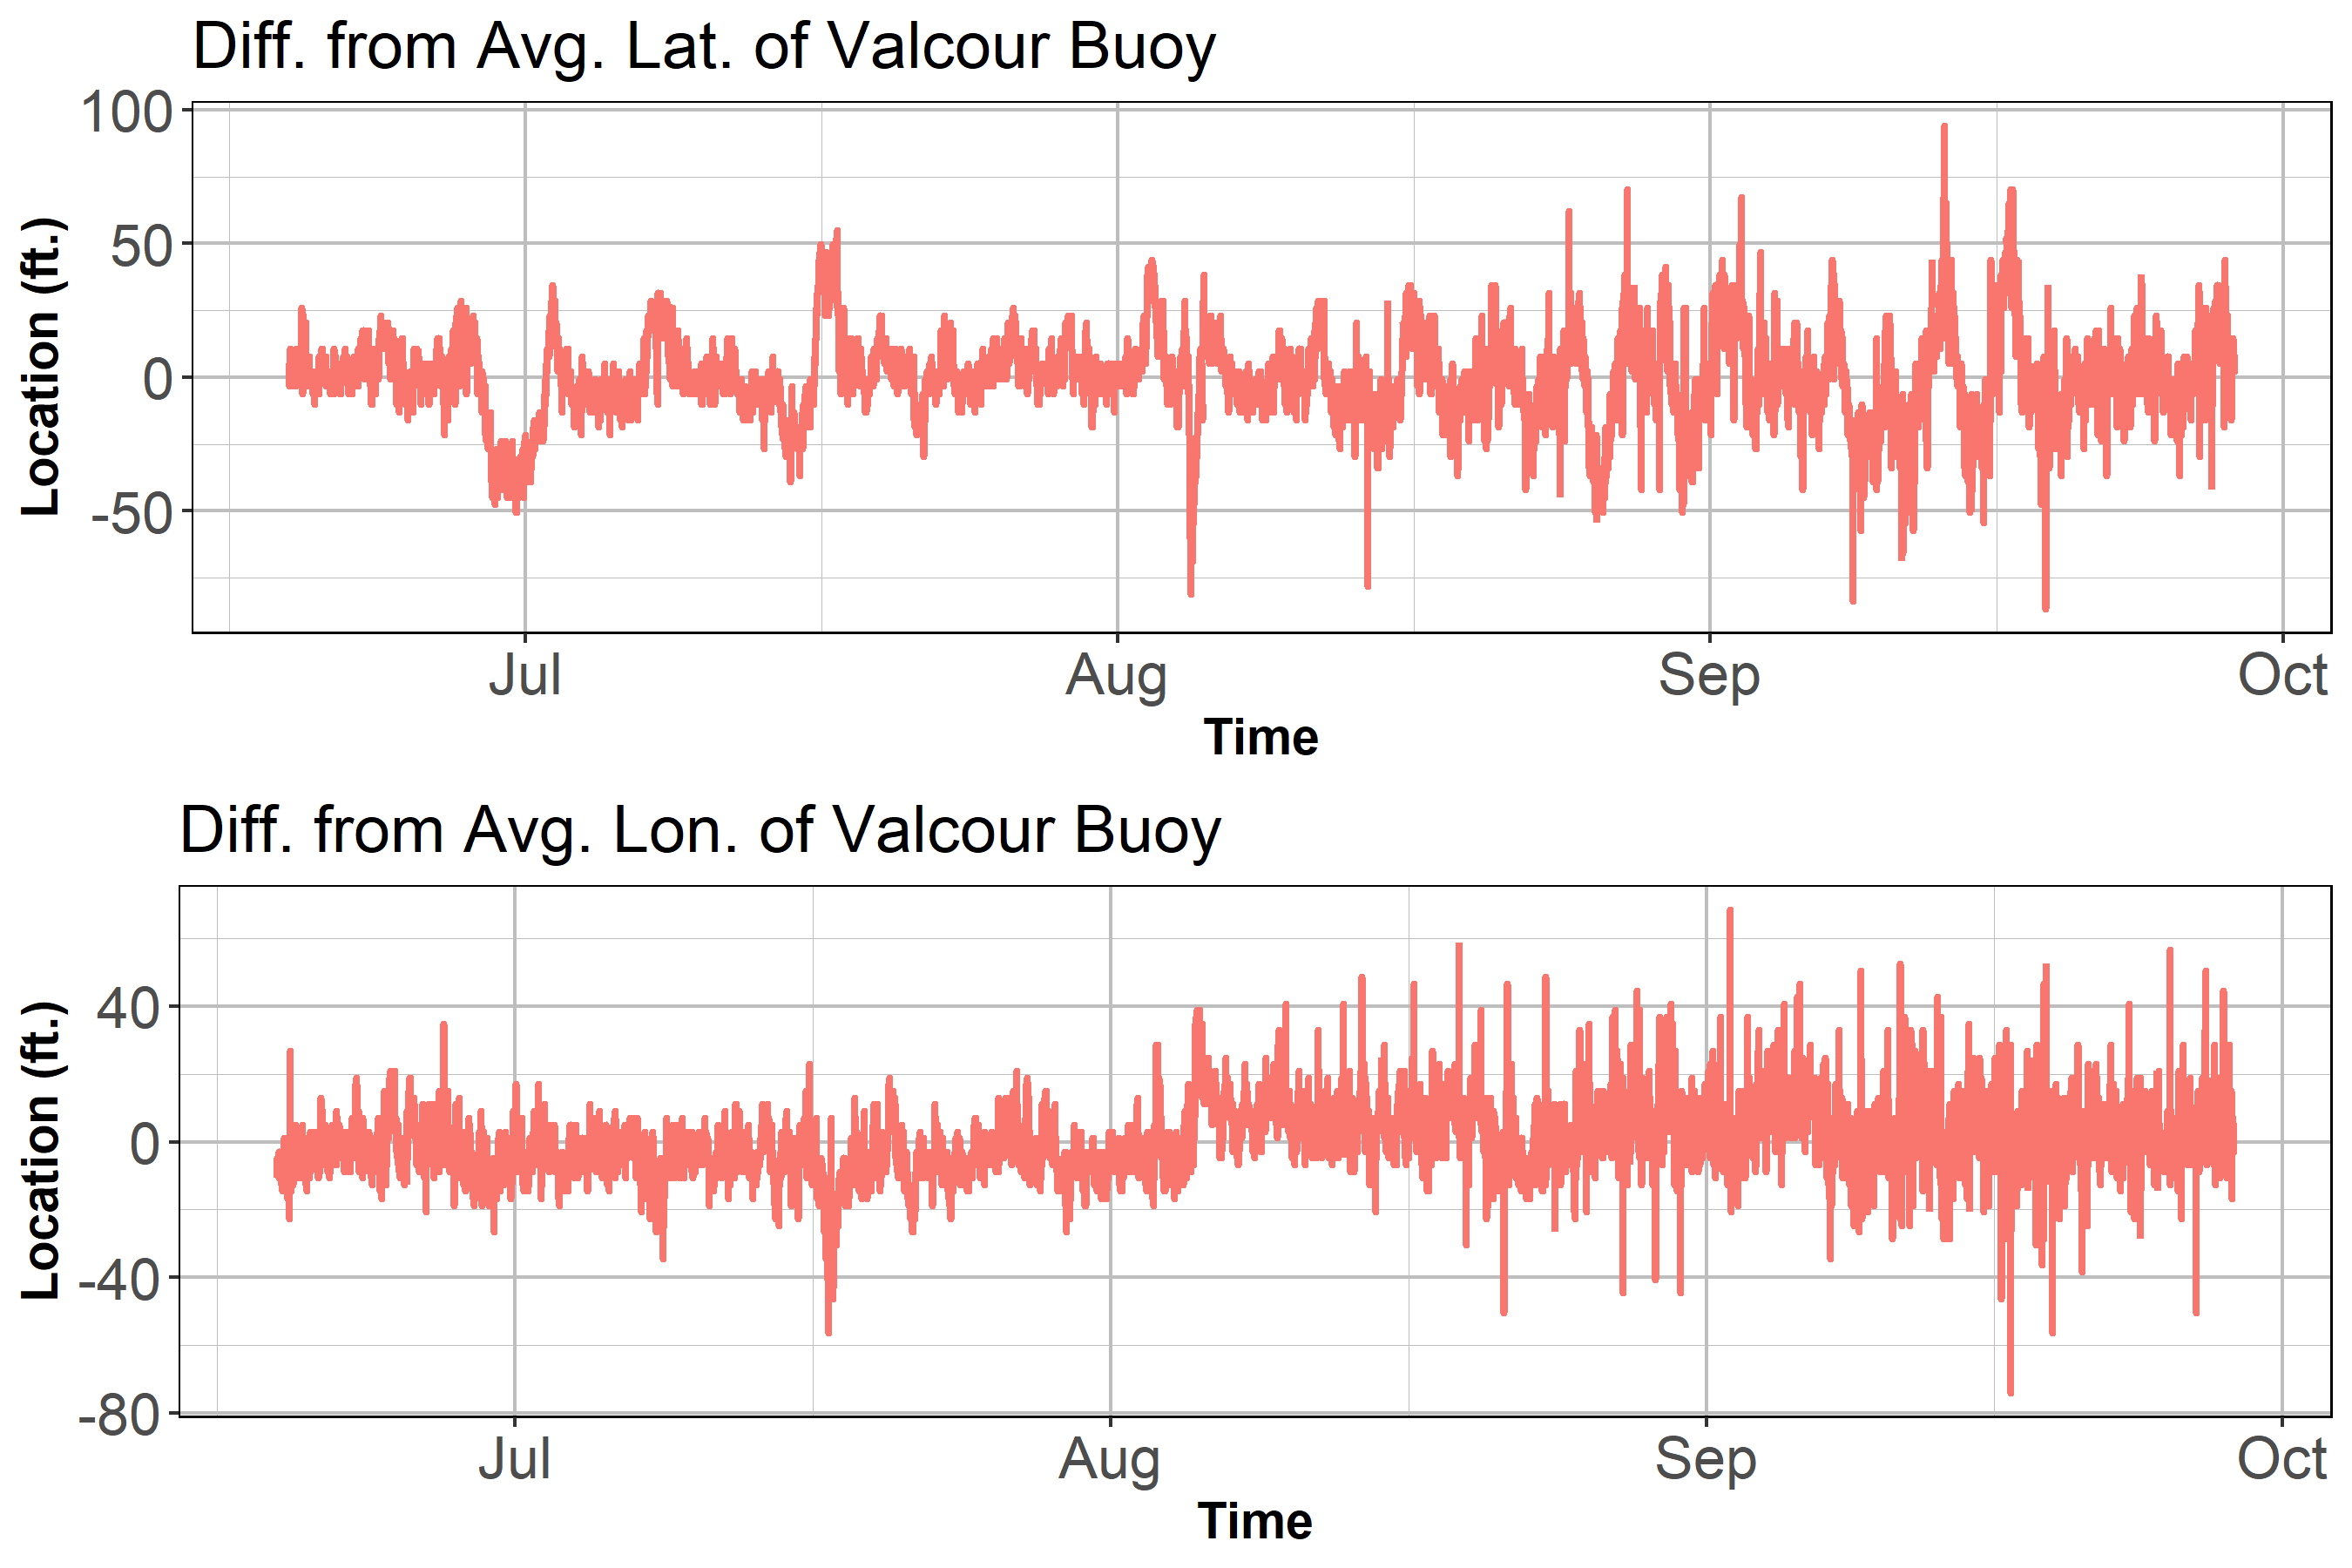 Diff. from Avg. Lat. of Valcour Buoy
100
50
0
-50
Location (ft.)
Jul Aug Sep Oct
Time
Diff. from Avg. Lon. of Valcour Buoy
40
0
-40
-80
Location (ft.)
Jul Aug Sep Oct
Time